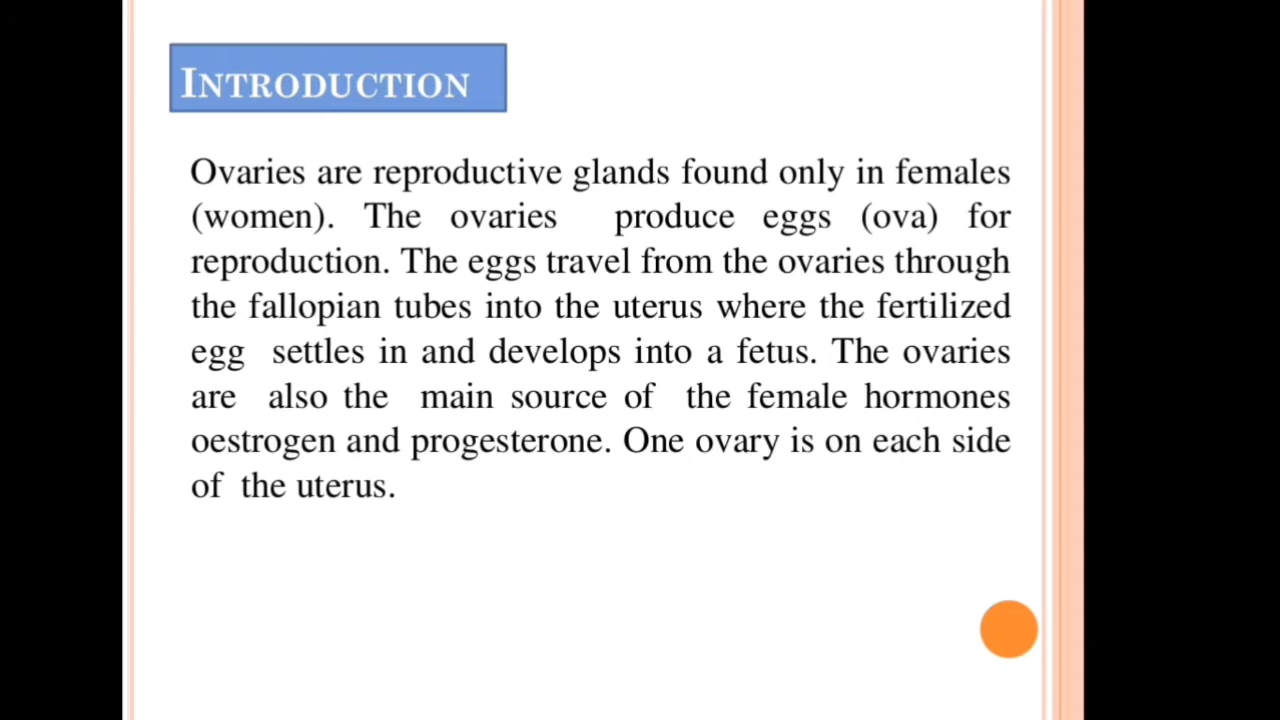 INTRODUCTION
Ovaries are reproductive glands found only in females
(women). The ovaries produce eggs (ova) for
reproduction. The eggs travel from the ovaries through
the fallopian tubes into the uterus where the fertilized
egg settles in and develops into a fetus. The ovaries
are also the main source of the female hormones
oestrogen and progesterone. One ovary is on each side
of the uterus.